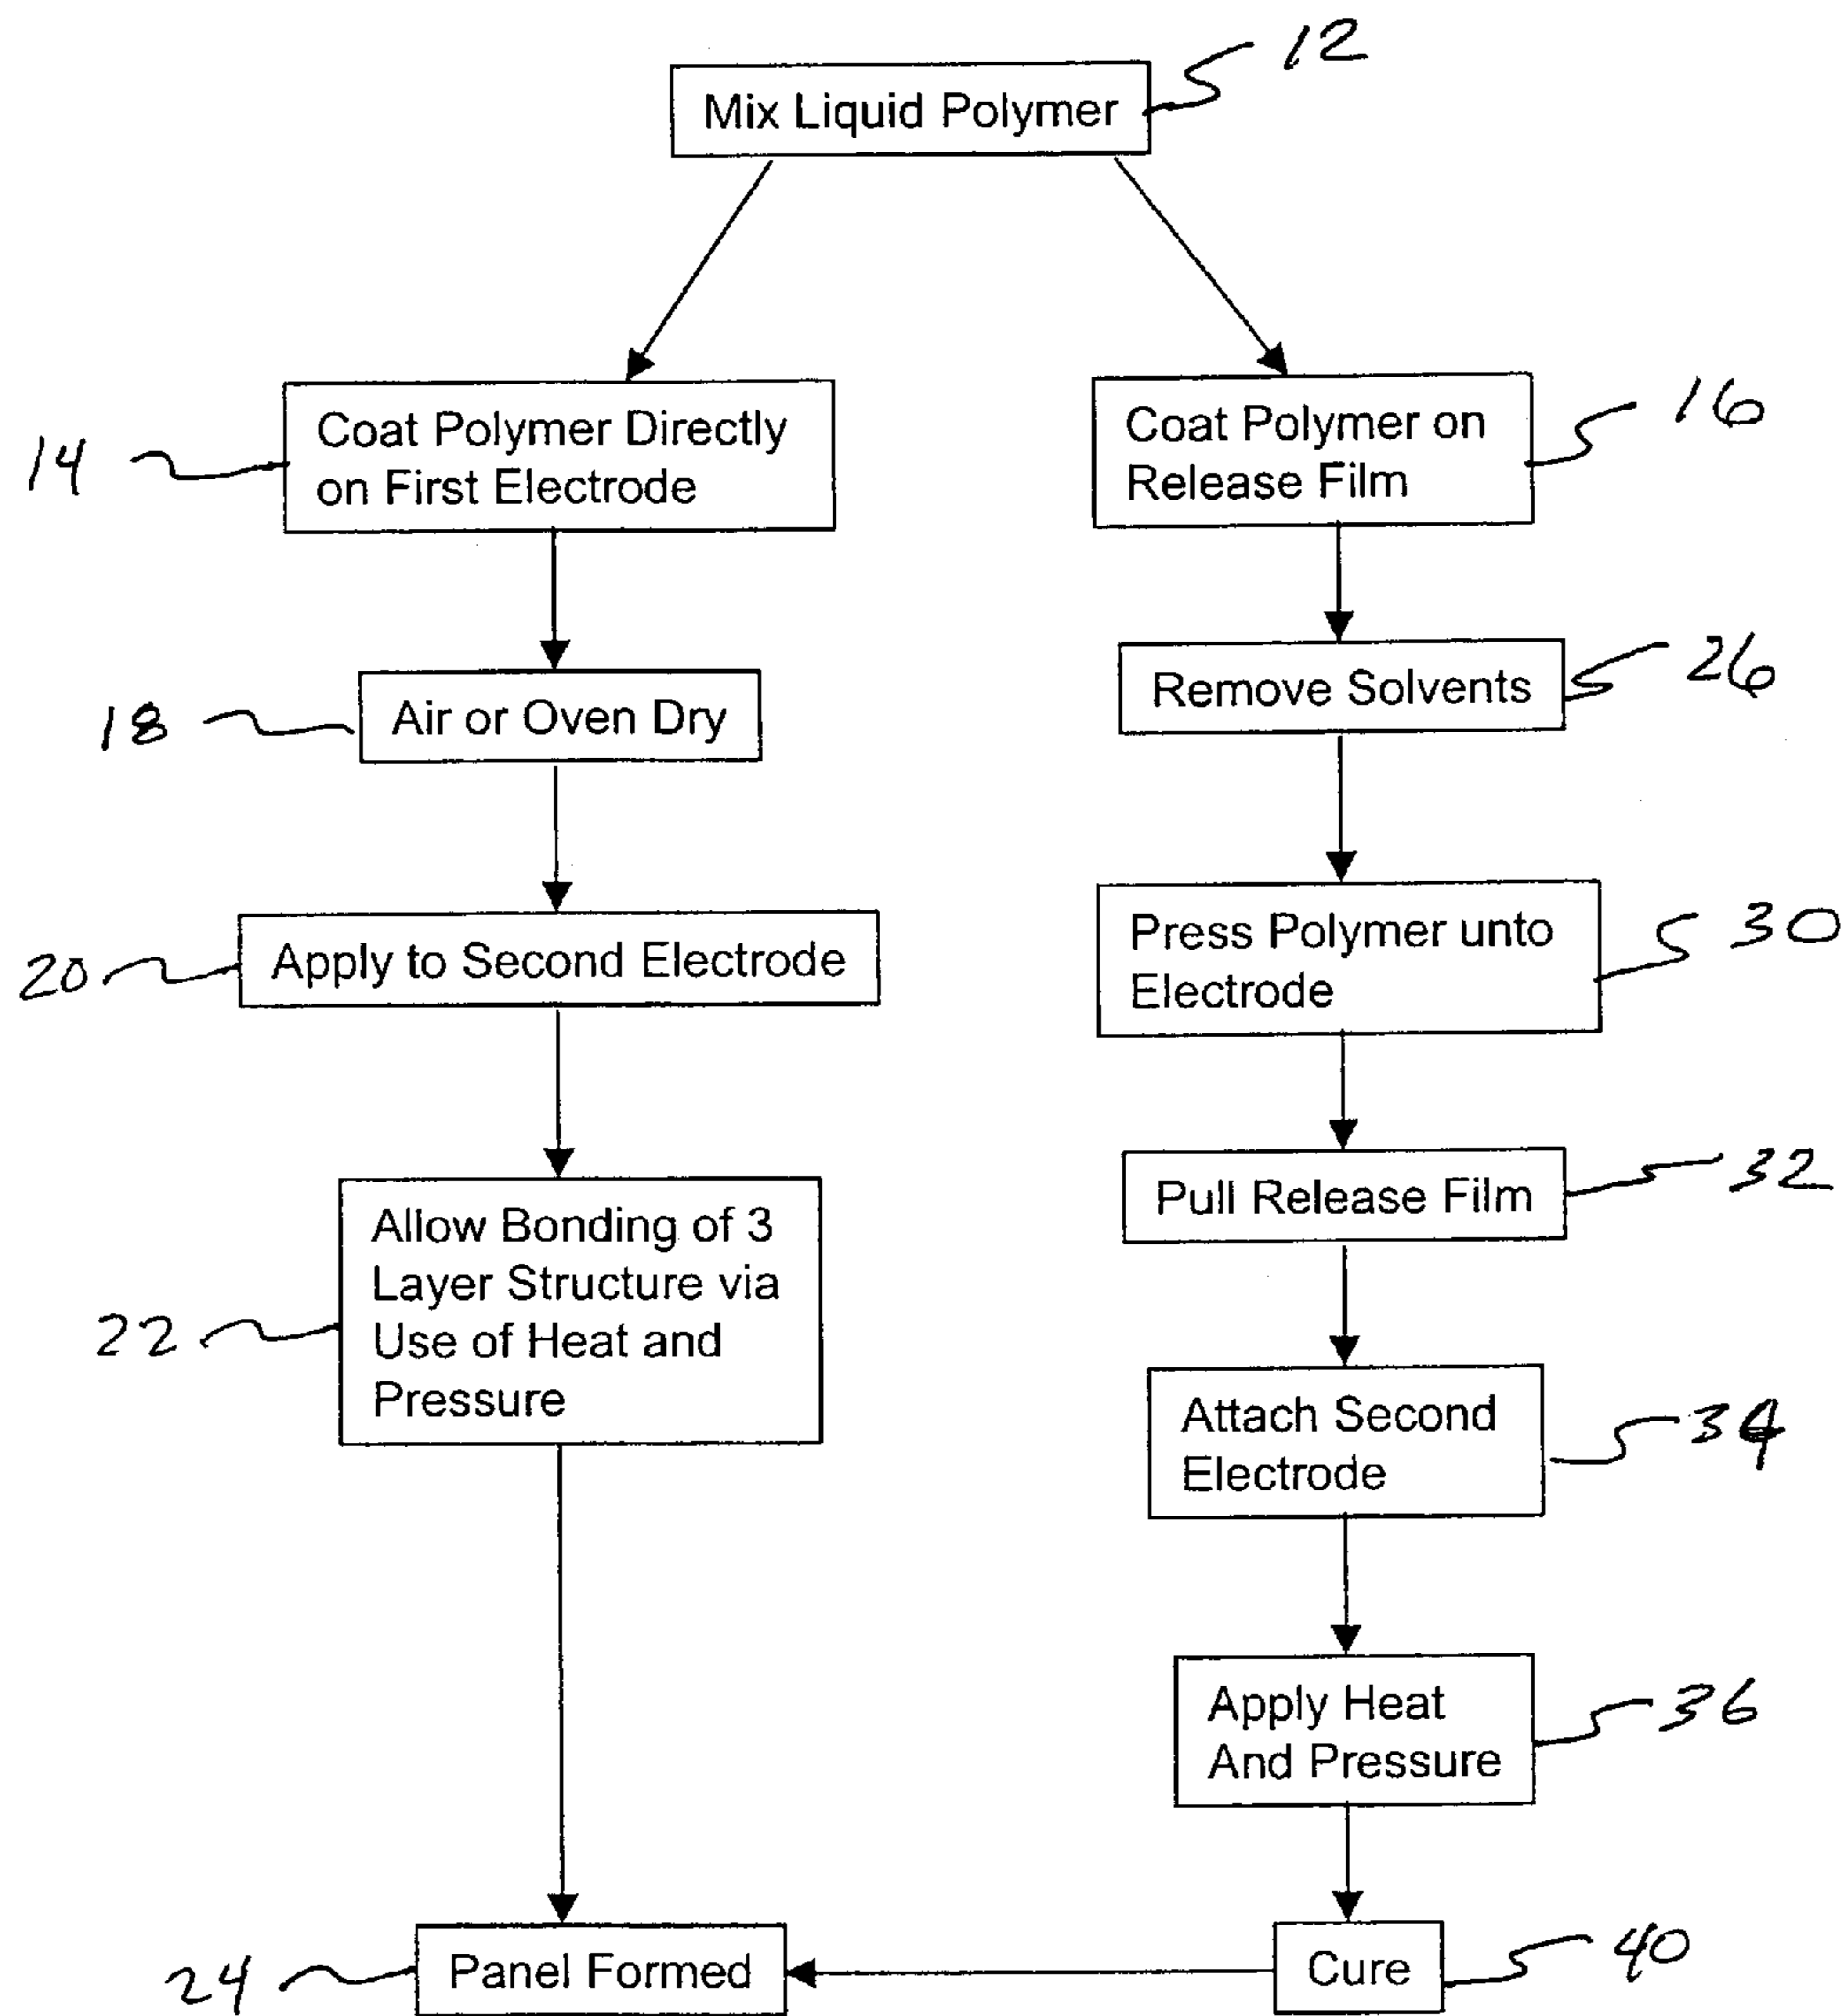 12
Mix Liquid Polymer
14
Coat Polymer Directly
on First Electrode
Coat Polymer on
Release Film
16
18
Air or Oven Dry
Remove Solvents
26
20
Apply to Second Electrode
Press Polymer unto
Electrode
30
Pull Release Film
32
22
Allow Bonding of 3
Layer Structure via
Use of Heat and
Pressure
Attach Second
Electrode
34
Apply Heat
And Pressure
36
24
Panel Formed
Cure
40